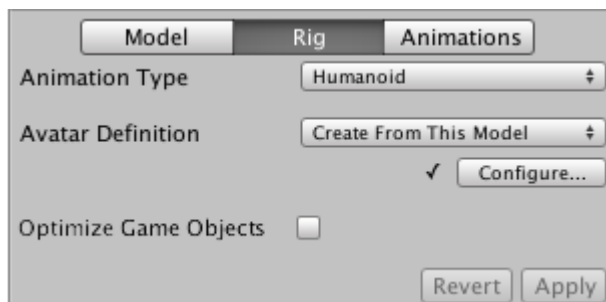 Model Rig Animations
Animation Type Humanoid
Avatar Definition Create From This Model
✓ Configure...
Optimize Game Objects
Revert Apply